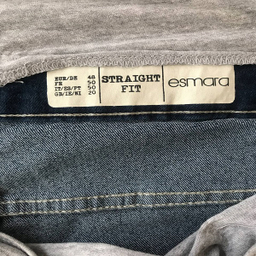 EUR/DE 48
FR 50
IT/ES/PT 50
GB/IE/NI 20
STRAIGHT
FIT
esmara